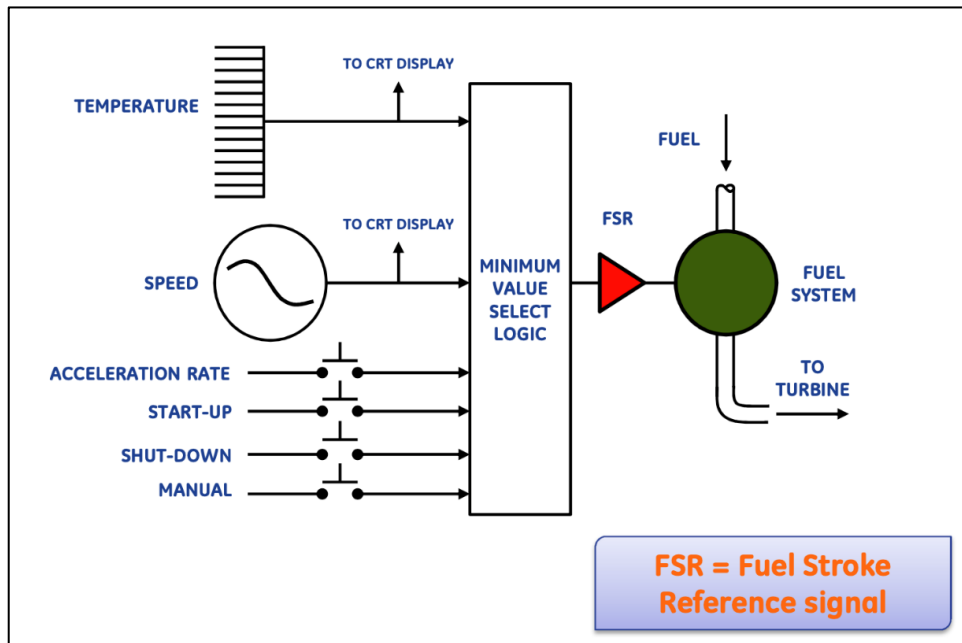 TO CRT DISPLAY
TEMPERATURE
FUEL
TO CRT DISPLAY
FSR
SPEED
MINIMUM
VALUE
SELECT
LOGIC
FUEL
SYSTEM
ACCELERATION RATE
START-UP
SHUT-DOWN
MANUAL
TO
TURBINE
FSR = Fuel Stroke
Reference signal